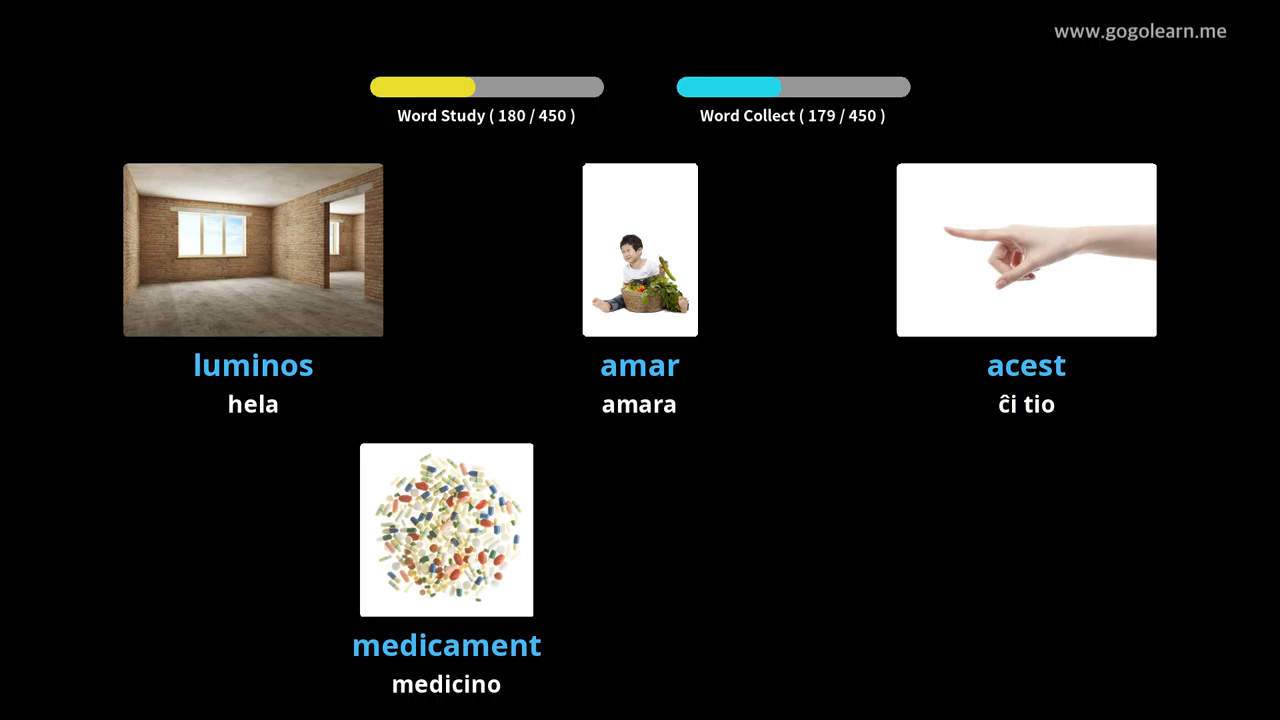 www.gogolearn.me
Word Study ( 180 / 450 )
Word Collect ( 179 / 450 )
luminos
hela
amar
amara
acest
ĉi tio
medicament
medicino